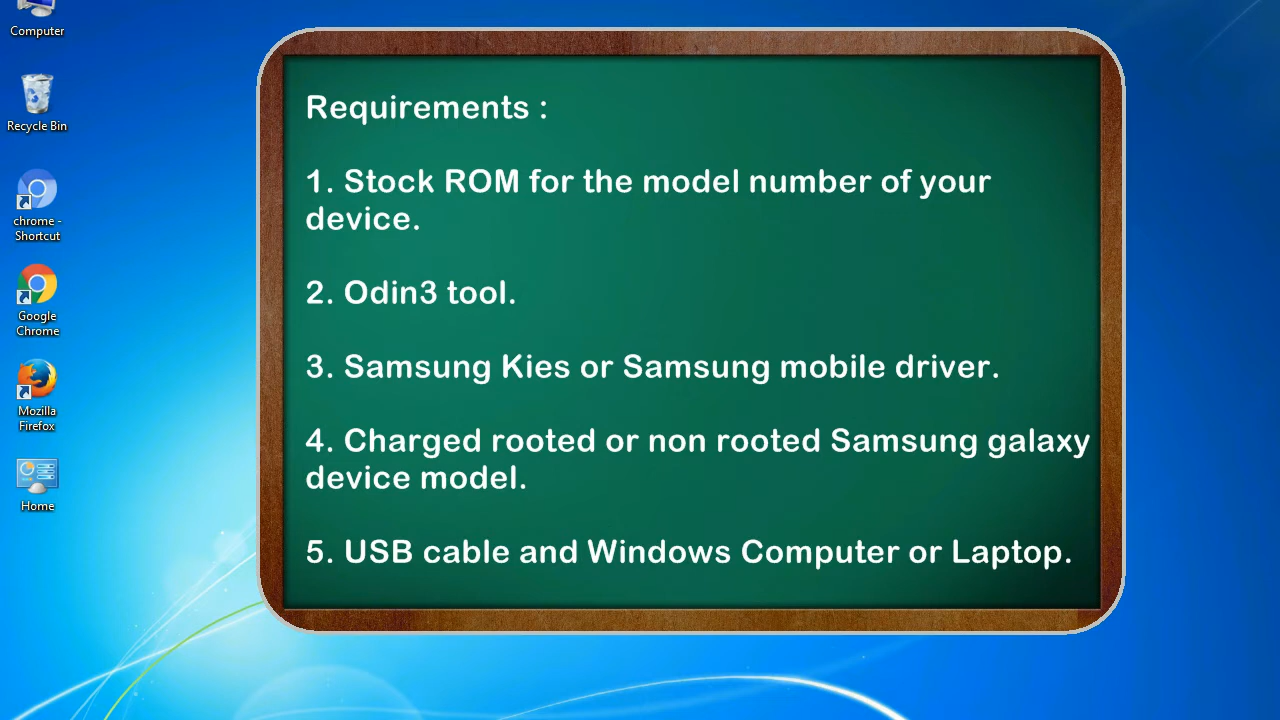 Computer
Recycle Bin
chrome -
Shortcut
Google
Chrome
Mozilla
Firefox
Home
Requirements :
1. Stock ROM for the model number of your
device.
2. Odin3 tool.
3. Samsung Kies or Samsung mobile driver.
4. Charged rooted or non rooted Samsung galaxy
device model.
5. USB cable and Windows Computer or Laptop.